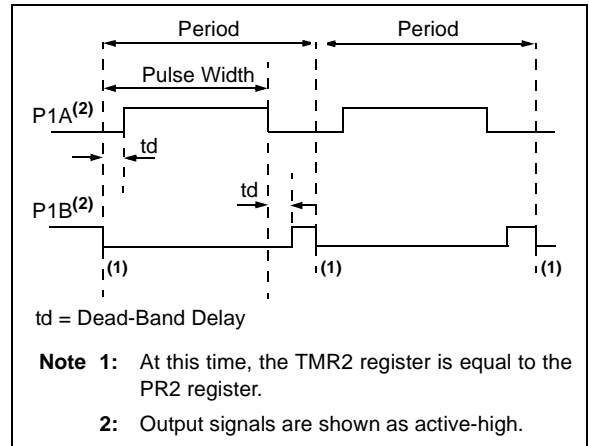 Period Period
Pulse Width
P1A(2)
td
td
P1B(2)
(1) (1) (1)
td = Dead-Band Delay
Note 1: At this time, the TMR2 register is equal to the
PR2 register.
2: Output signals are shown as active-high.